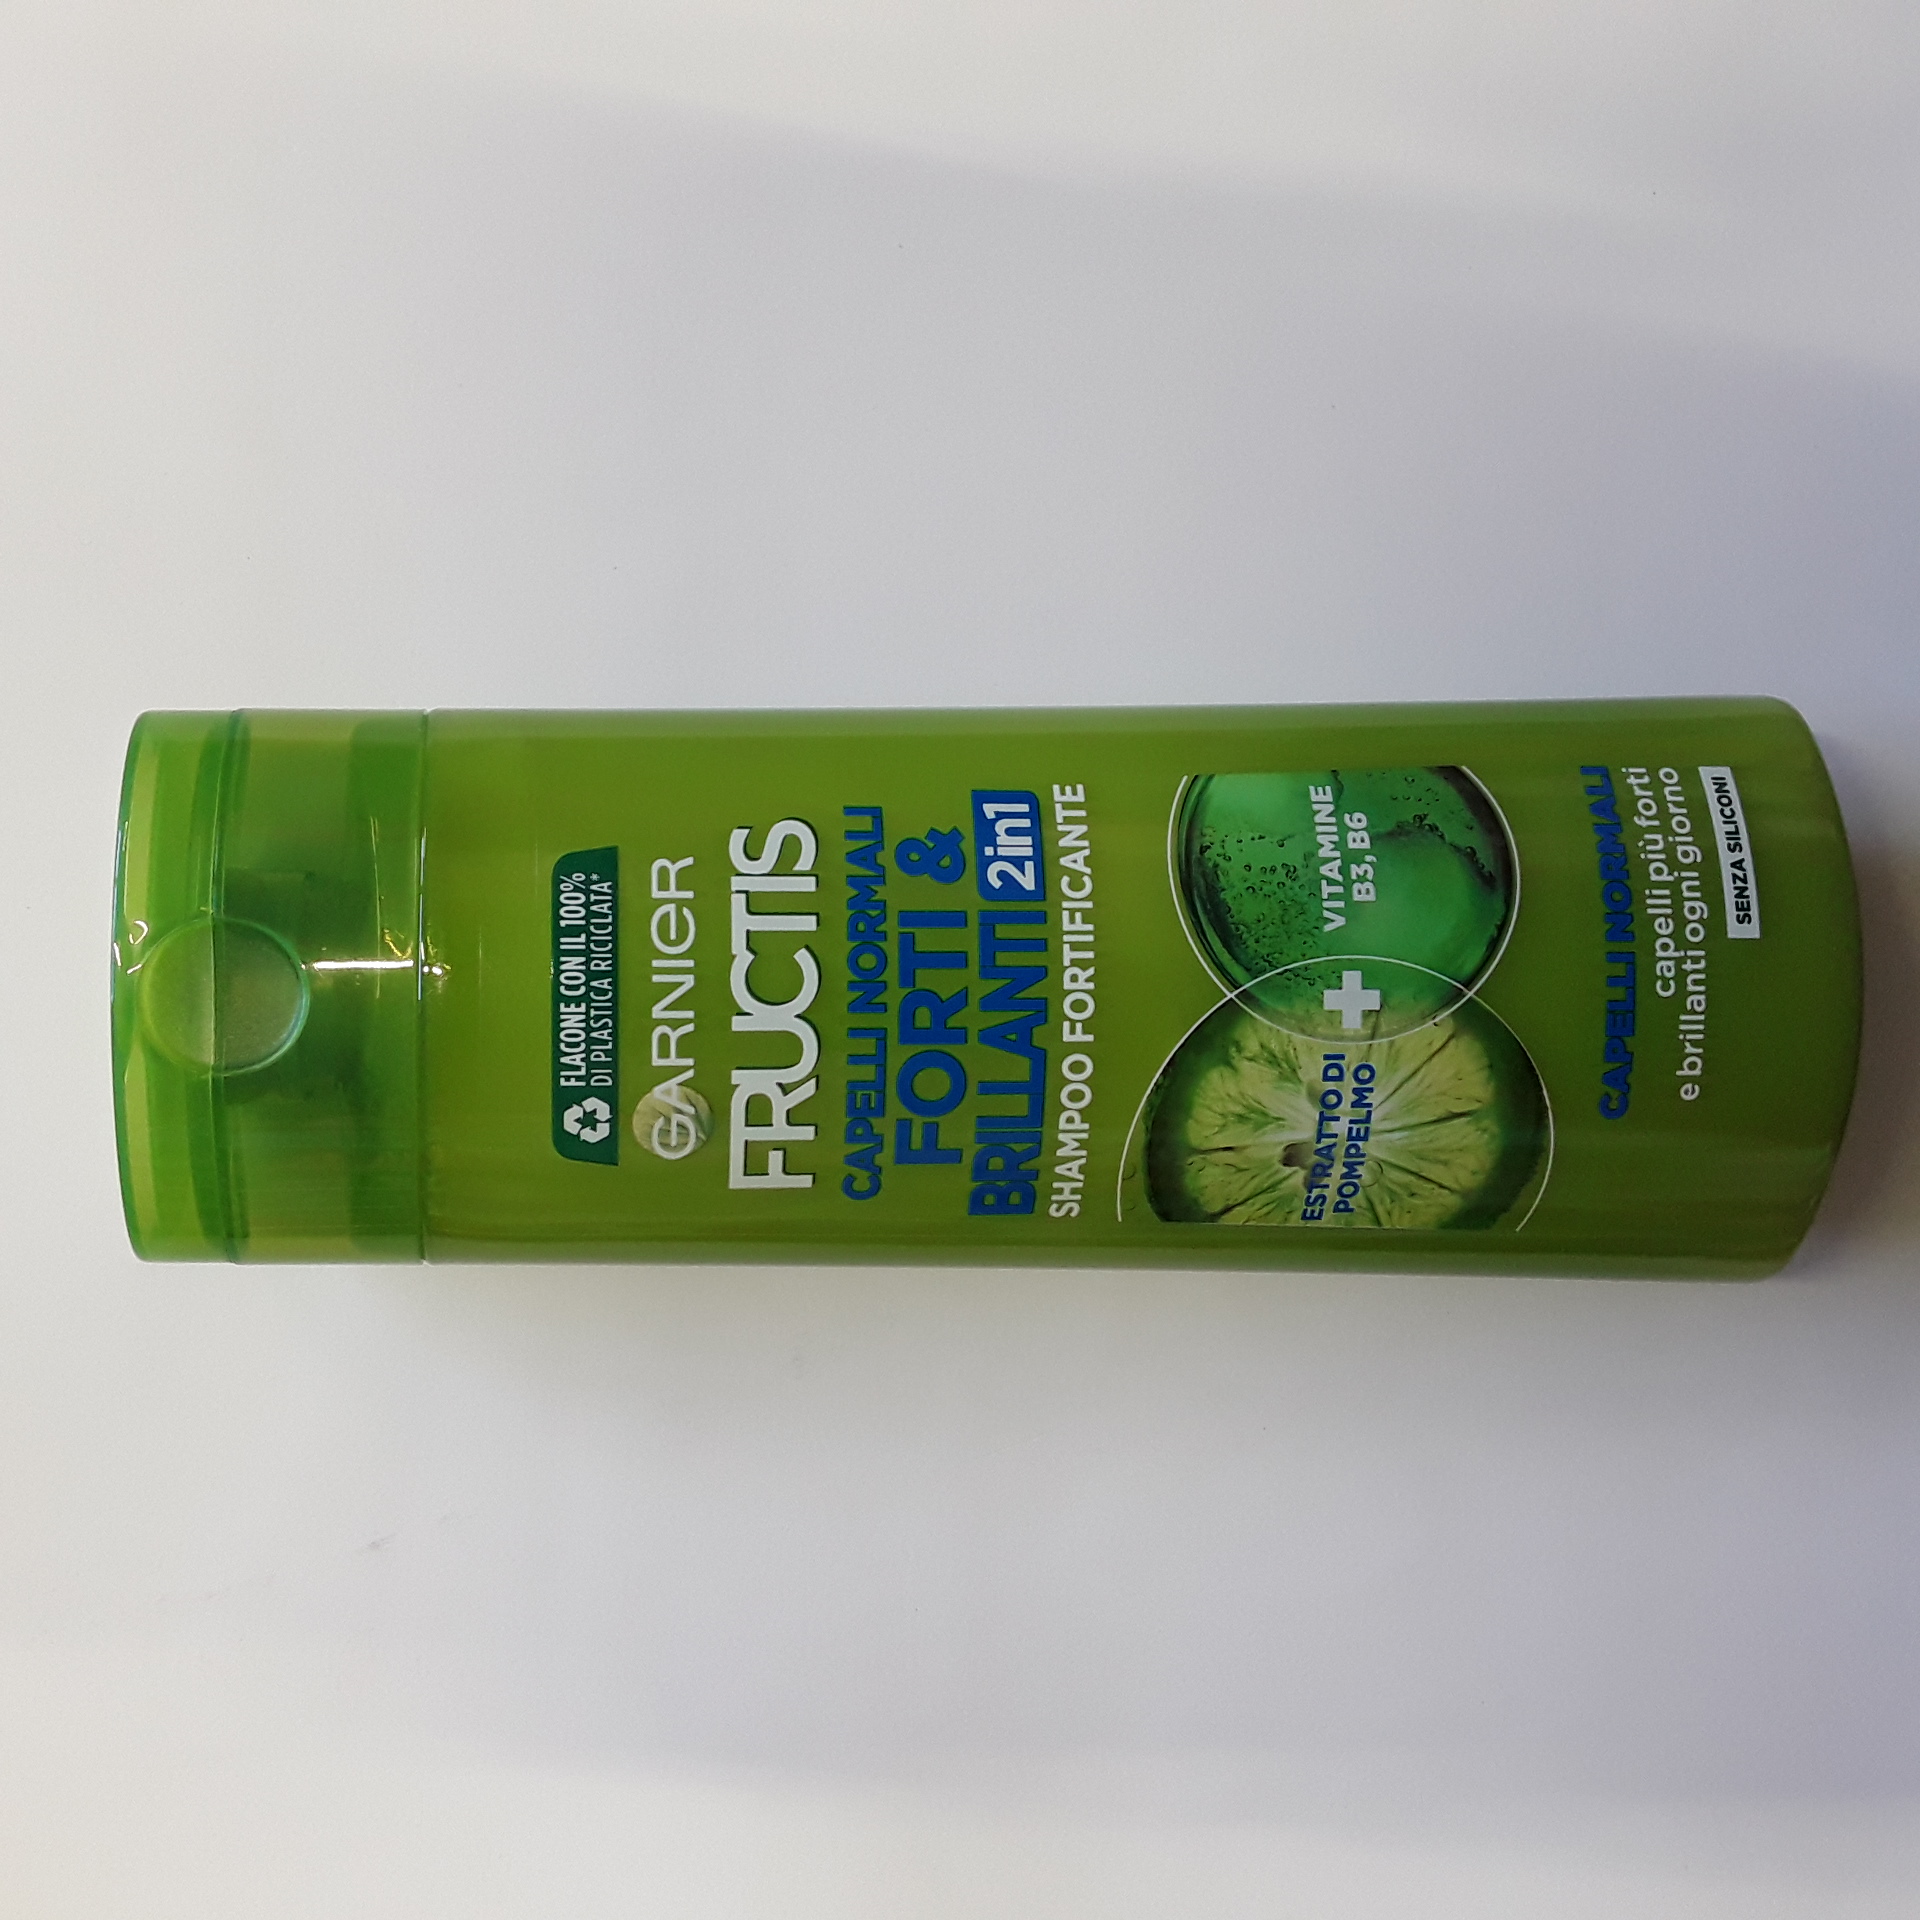 FLACONE CON IL 100%
DI PLASTICA RICICLATA*
GARNIER
FRUCTIS
CAPELLI NORMALI
FORTI &
BRILLANTI 2in1
SHAMPOO FORTIFICANTE
ESTRATTO DI
POMPELMO
+
VITAMINE
B3, B6
CAPELLI NORMALI
capelli più forti
e brillanti ogni giorno
SENZA SILICONI